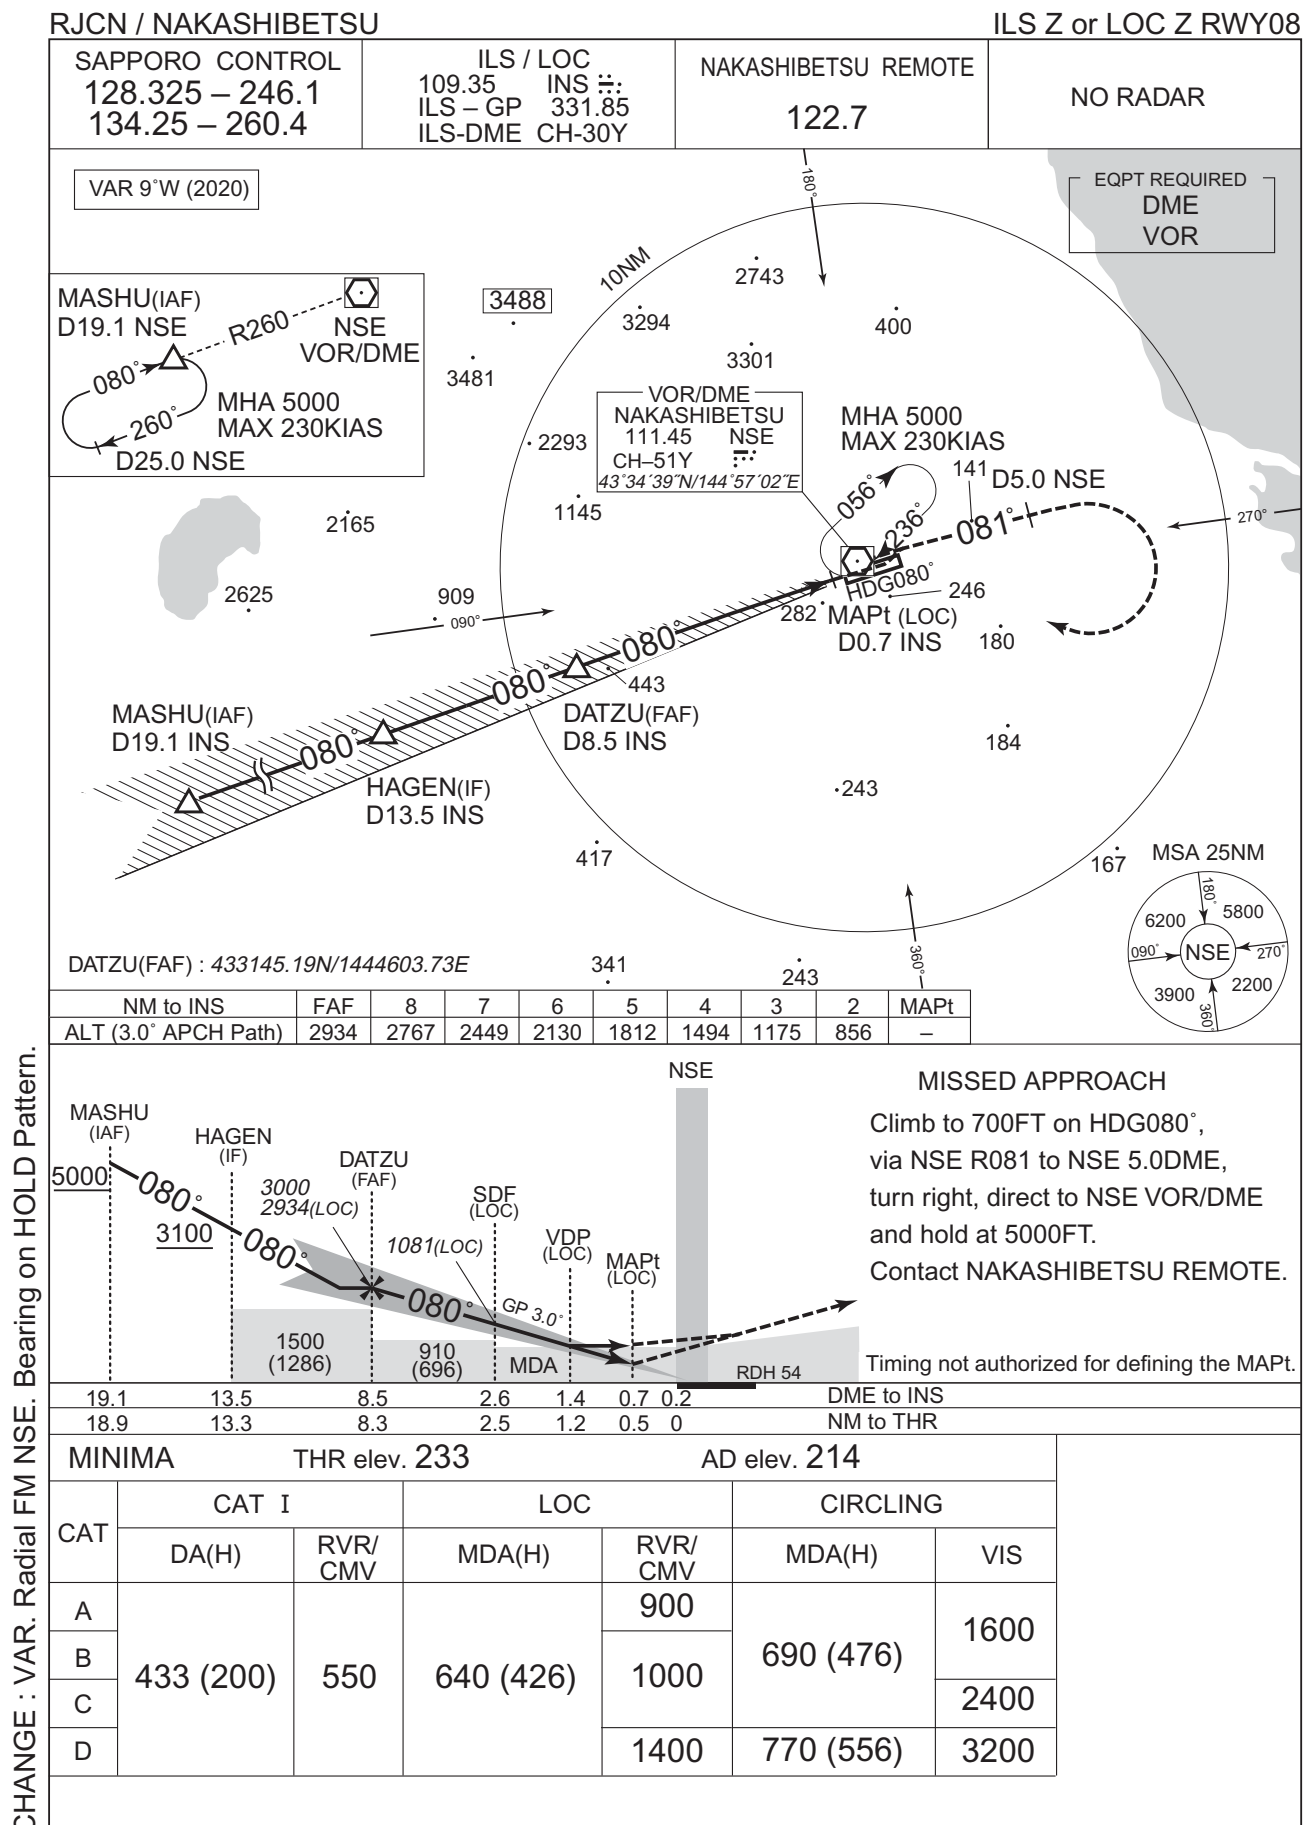 RJCN / NAKASHIBETSU
ILS Z or LOC Z RWY08
SAPPORO CONTROL
128.325 – 246.1
134.25 – 260.4
ILS / LOC
109.35 INS
ILS – GP 331.85
ILS-DME CH-30Y
NAKASHIBETSU REMOTE
122.7
NO RADAR
VAR 9°W (2020)
EQPT REQUIRED
DME
VOR
180°
10NM
2743
3488
3294
400
3301
3481
MASHU(IAF)
D19.1 NSE
R260
NSE
VOR/DME
080°
260°
MHA 5000
MAX 230KIAS
D25.0 NSE
VOR/DME
NAKASHIBETSU
111.45 NSE
CH–51Y
43°34´39˝N/144°57´02˝E
MHA 5000
MAX 230KIAS
2293
141
D5.0 NSE
056°
236°
081°
270°
1145
2165
2625
909
090°
HDG080°
246
282
MAPt (LOC)
D0.7 INS
180
080°
080°
443
DATZU(FAF)
D8.5 INS
MASHU(IAF)
D19.1 INS
080°
HAGEN(IF)
D13.5 INS
184
243
417
167
MSA 25NM
180°
6200
5800
090°
NSE
270°
3900
2200
360°
360°
DATZU(FAF) : 433145.19N/1444603.73E
341
243
NM to INS FAF 8 7 6 5 4 3 2 MAPt
ALT (3.0° APCH Path) 2934 2767 2449 2130 1812 1494 1175 856 –
NSE
MISSED APPROACH
Climb to 700FT on HDG080°,
via NSE R081 to NSE 5.0DME,
turn right, direct to NSE VOR/DME
and hold at 5000FT.
Contact NAKASHIBETSU REMOTE.
MASHU
(IAF)
HAGEN
(IF)
DATZU
(FAF)
SDF
(LOC)
VDP
(LOC)
MAPt
(LOC)
5000
080°
3100
080°
3000
2934(LOC)
1081(LOC)
080°
GP 3.0°
1500
(1286)
910
(696)
MDA
RDH 54
Timing not authorized for defining the MAPt.
19.1 13.5 8.5 2.6 1.4 0.7 0.2 DME to INS
18.9 13.3 8.3 2.5 1.2 0.5 0 NM to THR
MINIMA THR elev. 233 AD elev. 214
CAT
CAT I LOC CIRCLING
DA(H) RVR/CMV MDA(H) RVR/CMV MDA(H) VIS
A
B
C
D
433 (200)
550
640 (426)
900
1000
1400
690 (476)
770 (556)
1600
2400
3200
CHANGE : VAR. Radial FM NSE. Bearing on HOLD Pattern.